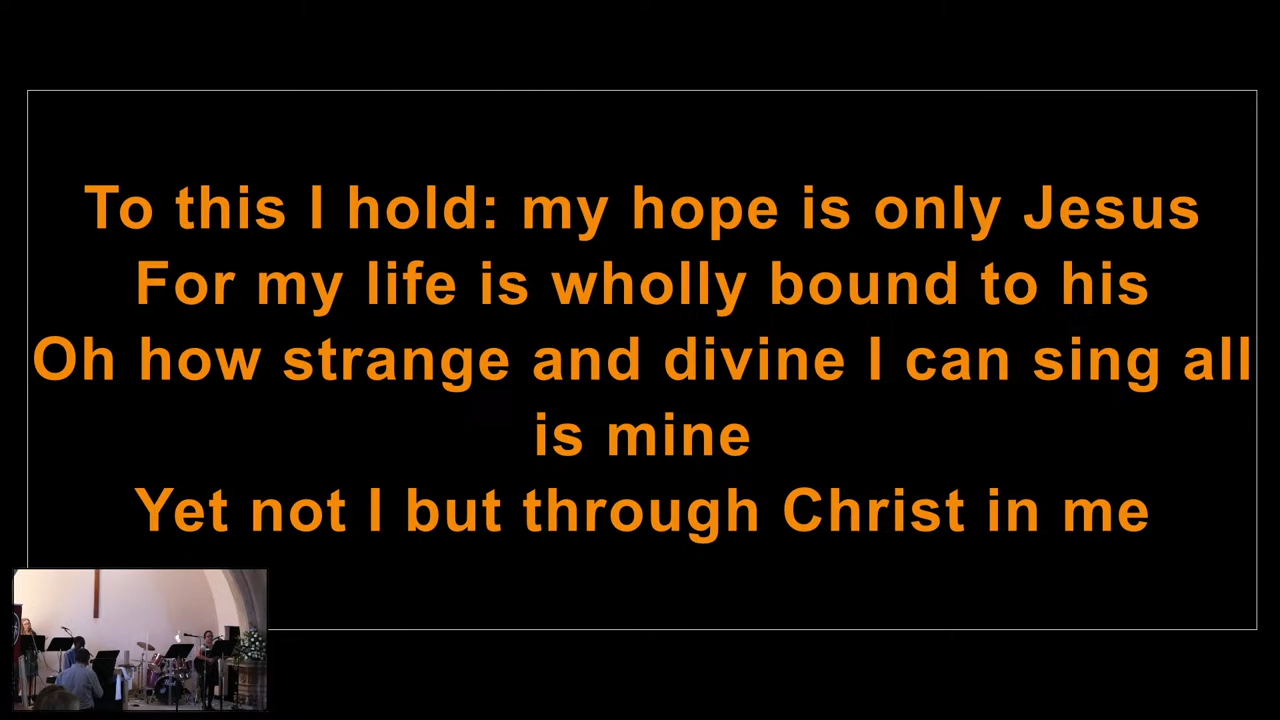 To this I hold: my hope is only Jesus
For my life is wholly bound to his
Oh how strange and divine I can sing all
is mine
Yet not I but through Christ in me